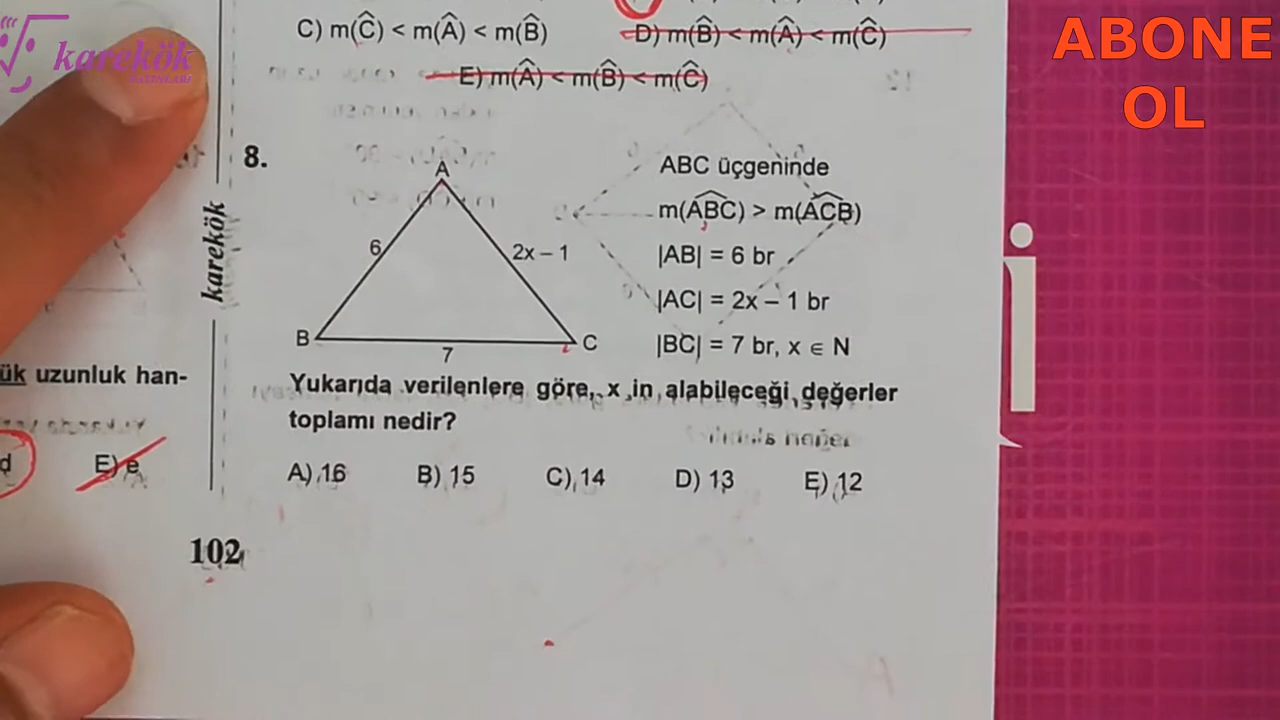 karekök
YAYINLARI
ABONE
OL
C) m(Ĉ) < m(Â) < m(B̂)
D) m(B̂) < m(Â) < m(Ĉ)
E) m(Â) < m(B̂) < m(Ĉ)
karekök
8.
A
6
2x – 1
B
7
C
ABC üçgeninde
m(ABC) > m(ACB)
|AB| = 6 br
|AC| = 2x – 1 br
|BC| = 7 br, x ∈ N
Yukarıda verilenlere göre, x in alabileceği değerler
toplamı nedir?
A) 16 B) 15 C) 14 D) 13 E) 12
ük uzunluk han-
d
E) e
102
i